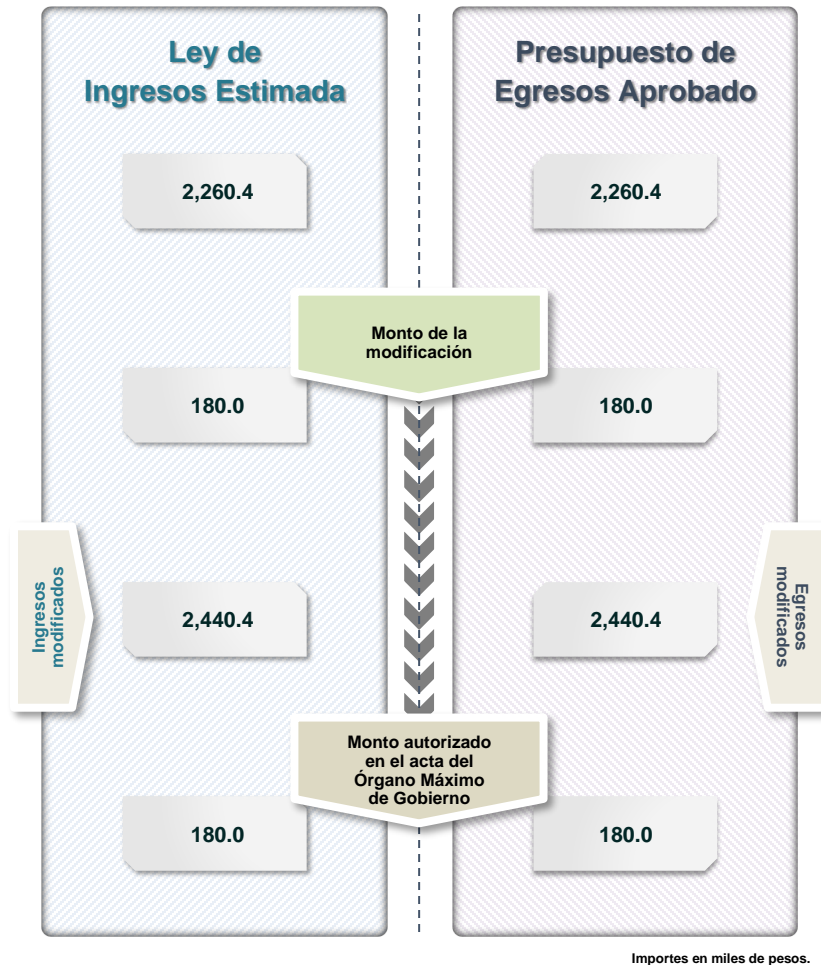 Ley de
Ingresos Estimada
Presupuesto de
Egresos Aprobado
2,260.4
2,260.4
Monto de la
modificación
180.0
180.0
Ingresos
modificados
2,440.4
2,440.4
Egresos
modificados
Monto autorizado
en el acta del
Órgano Máximo
de Gobierno
180.0
180.0
Importes en miles de pesos.